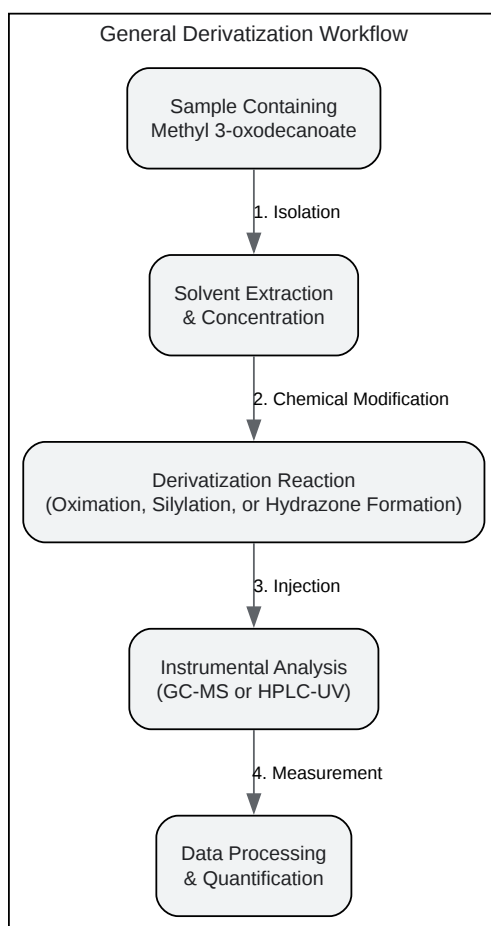 General Derivatization Workflow
Sample Containing
Methyl 3-oxodecanoate
1. Isolation
Solvent Extraction
& Concentration
2. Chemical Modification
Derivatization Reaction
(Oximation, Silylation, or Hydrazone Formation)
3. Injection
Instrumental Analysis
(GC-MS or HPLC-UV)
4. Measurement
Data Processing
& Quantification